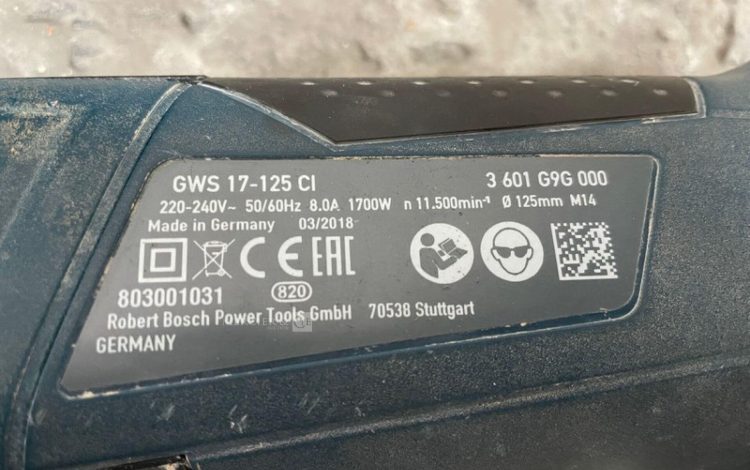 GWS 17-125 CI 3 601 G9G 000
220-240V~ 50/60Hz 8.0A 1700W n 11.500min⁻¹ Ø 125mm M14
Made in Germany 03/2018
CE EAC
803001031 820
Robert Bosch Power Tools GmbH 70538 Stuttgart
GERMANY